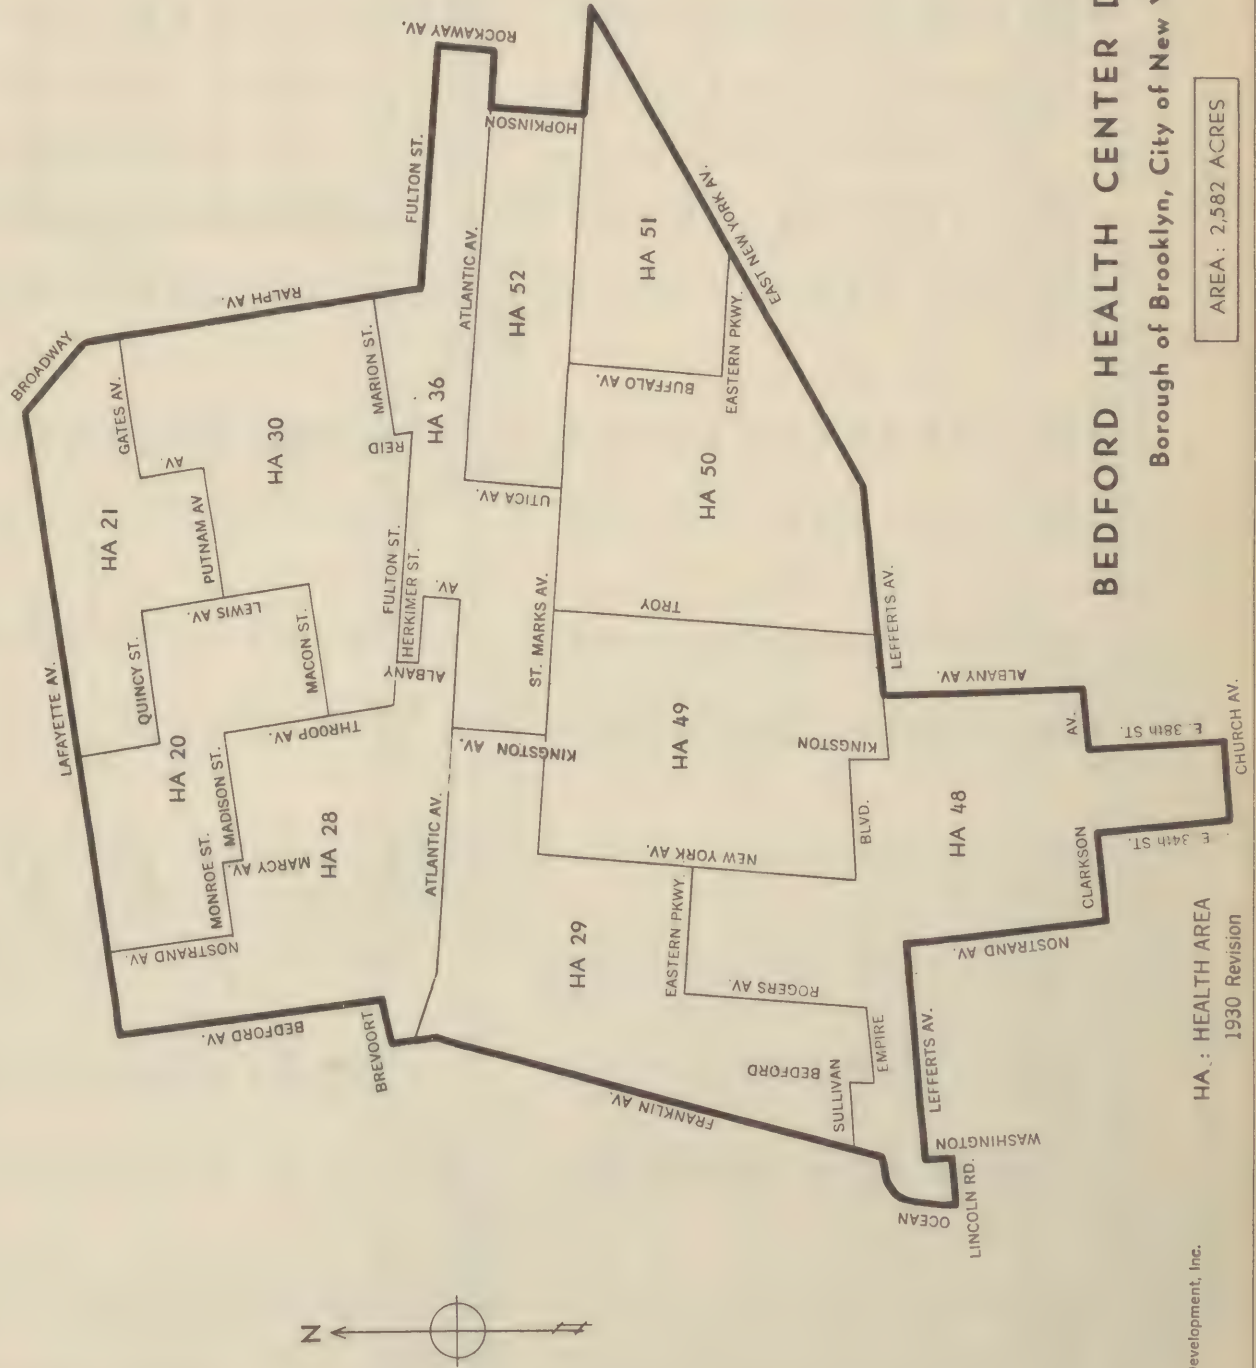 ROCKAWAY AV.
HOPKINSON
FULTON ST.
ATLANTIC AV.
HA 52
HA 51
EAST NEW YORK AV.
EASTERN PKWY.
BUFFALO AV.
RALPH AV.
BROADWAY
GATES AV.
AV.
MARION ST.
HA 36
REID
HA 30
HA 21
PUTNAM AV
UTICA AV.
HA 50
LEWIS AV.
QUINCY ST.
MACON ST.
FULTON ST.
HERKIMER ST.
AV.
ALBANY
ST. MARKS AV.
TROY
LEFFERTS AV.
LAFAYETTE AV.
HA 20
THROOP AV.
KINGSTON AV.
HA 49
KINGSTON
ALBANY AV.
AV.
E. 38th ST.
CHURCH AV.
MONROE ST.
MADISON ST.
MARCY AV.
HA 28
ATLANTIC AV.
NEW YORK AV.
BLVD.
HA 48
CLARKSON
E. 34th ST.
NOSTRAND AV.
HA 29
EASTERN PKWY.
ROGERS AV.
NOSTRAND AV.
BEDFORD AV.
BREVOORT
FRANKLIN AV.
BEDFORD
SULLIVAN
EMPIRE
LEFFERTS AV.
WASHINGTON
OCEAN
LINCOLN RD.
N
BEDFORD HEALTH CENTER
Borough of Brooklyn, City of New
AREA: 2,582 ACRES
HA.: HEALTH AREA
1930 Revision
evelopment, Inc.